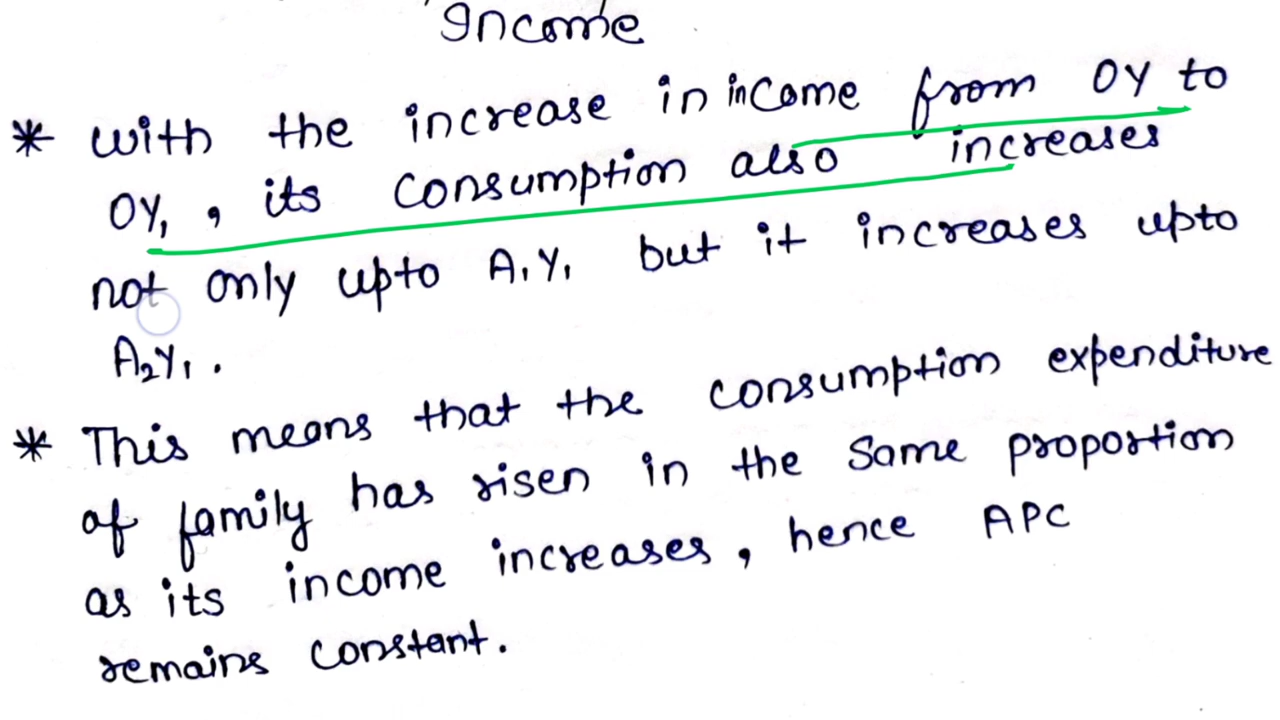 Income
* With the increase in income from OY to
OY₁, its consumption also increases
not only upto A₁Y₁ but it increases upto
A₂Y₁.
* This means that the consumption expenditure
of family has risen in the same proportion
as its income increases, hence APC
remains constant.